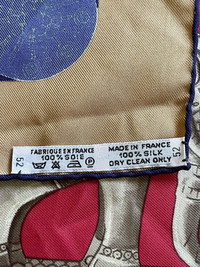 FABRIQUE EN FRANCE
100% SOIE
MADE IN FRANCE
100% SILK
DRY CLEAN ONLY
52
52